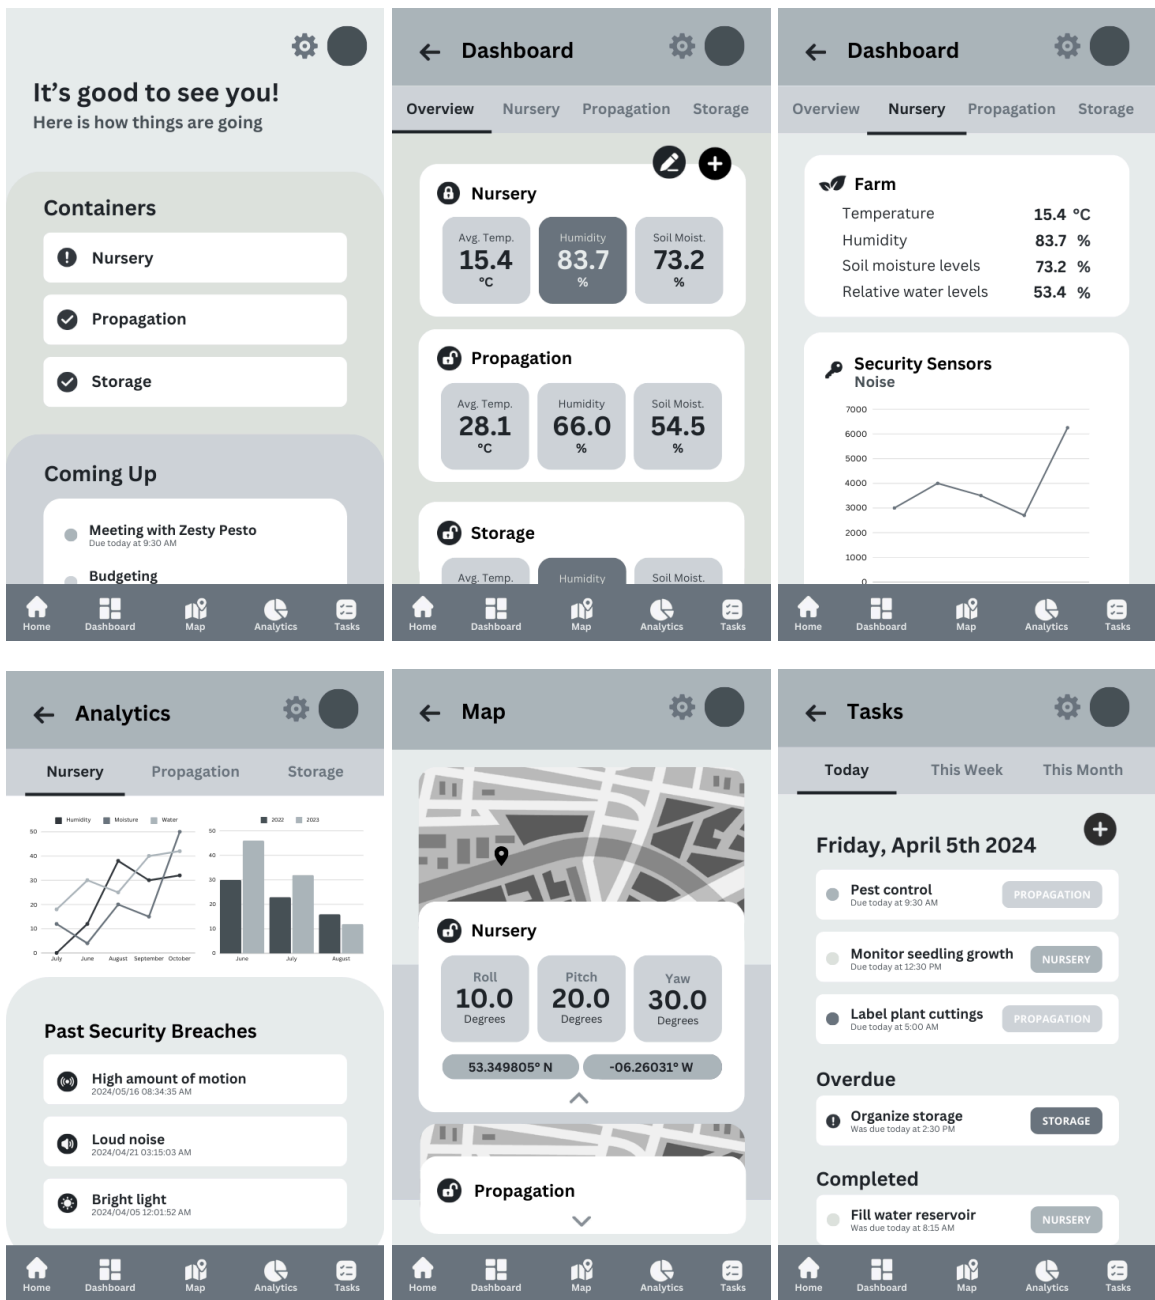 It's good to see you!
Here is how things are going
Containers
Nursery
Propagation
Storage
Coming Up
Meeting with Zesty Pesto
Due today at 9:30 AM
Budgeting
Home Dashboard Map Analytics Tasks
Dashboard
Overview Nursery Propagation Storage
Nursery
Avg. Temp. Humidity Soil Moist.
15.4 83.7 73.2
°C % %
Propagation
Avg. Temp. Humidity Soil Moist.
28.1 66.0 54.5
°C % %
Storage
Avg. Temp. Humidity Soil Moist.
Home Dashboard Map Analytics Tasks
Dashboard
Overview Nursery Propagation Storage
Farm
Temperature 15.4 °C
Humidity 83.7 %
Soil moisture levels 73.2 %
Relative water levels 53.4 %
Security Sensors
Noise
7000
6000
5000
4000
3000
2000
1000
0
Home Dashboard Map Analytics Tasks
Analytics
Nursery Propagation Storage
Humidity Moisture Water
50
40
30
20
10
0
July June August September October
2022 2023
50
40
30
20
10
0
June July August
Past Security Breaches
High amount of motion
2024/05/16 08:34:35 AM
Loud noise
2024/04/21 03:15:03 AM
Bright light
2024/04/05 12:01:52 AM
Home Dashboard Map Analytics Tasks
Map
Nursery
Roll Pitch Yaw
10.0 20.0 30.0
Degrees Degrees Degrees
53.349805° N -06.26031° W
Propagation
Home Dashboard Map Analytics Tasks
Tasks
Today This Week This Month
Friday, April 5th 2024
Pest control
Due today at 9:30 AM
PROPAGATION
Monitor seedling growth
Due today at 12:30 PM
NURSERY
Label plant cuttings
Due today at 5:00 AM
PROPAGATION
Overdue
Organize storage
Was due today at 2:30 PM
STORAGE
Completed
Fill water reservoir
Was due today at 8:15 AM
NURSERY
Home Dashboard Map Analytics Tasks